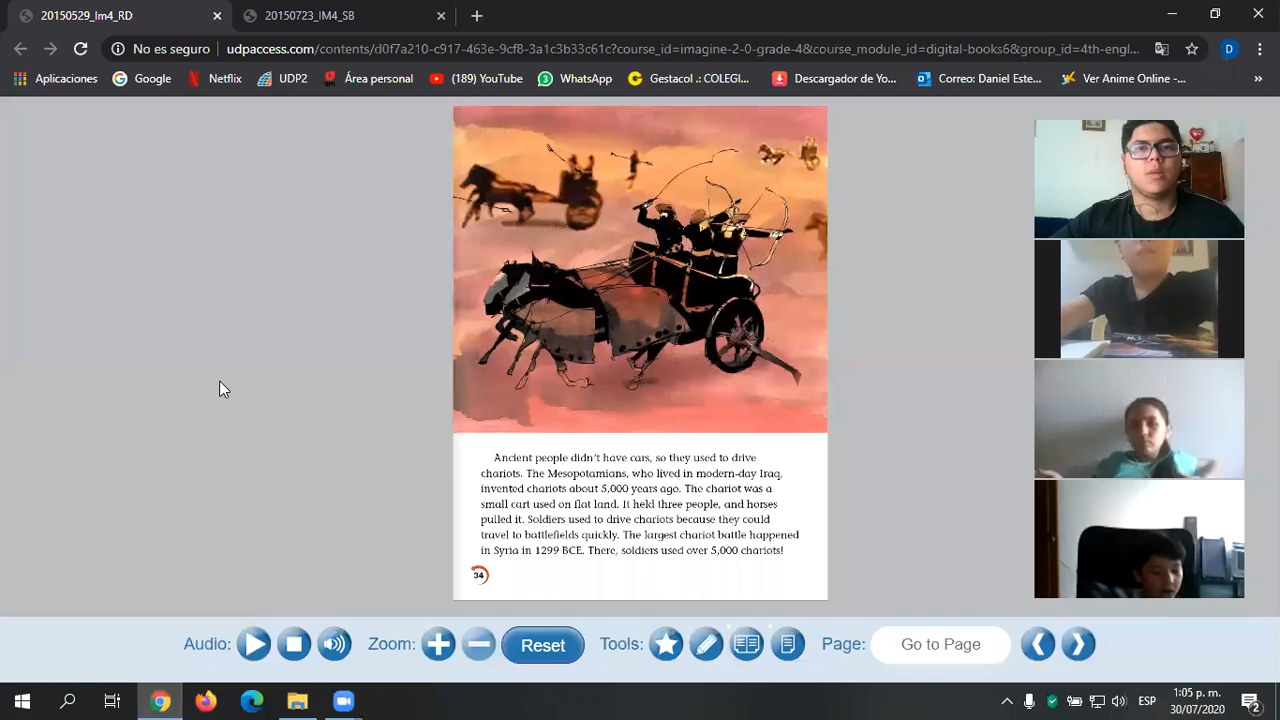 20150529_Im4_RD
20150723_IM4_SB
No es seguro udpaccess.com/contents/d0f7a210-c917-463e-9cf8-3a1c3b33c61c?course_id=imagine-2-0-grade-4&course_module_id=digital-books6&group_id=4th-engl...
D
Aplicaciones Google Netflix UDP2 Área personal (189) YouTube WhatsApp Gestacol .: COLEGI... Descargador de Yo... Correo: Daniel Este... Ver Anime Online -... »
Ancient people didn't have cars, so they used to drive
chariots. The Mesopotamians, who lived in modern-day Iraq,
invented chariots about 5,000 years ago. The chariot was a
small cart used on flat land. It held three people, and horses
pulled it. Soldiers used to drive chariots because they could
travel to battlefields quickly. The largest chariot battle happened
in Syria in 1299 BCE. There, soldiers used over 5,000 chariots!
34
Audio: Zoom: Reset Tools: Page: Go to Page
ESP
1:05 p. m.
30/07/2020
2